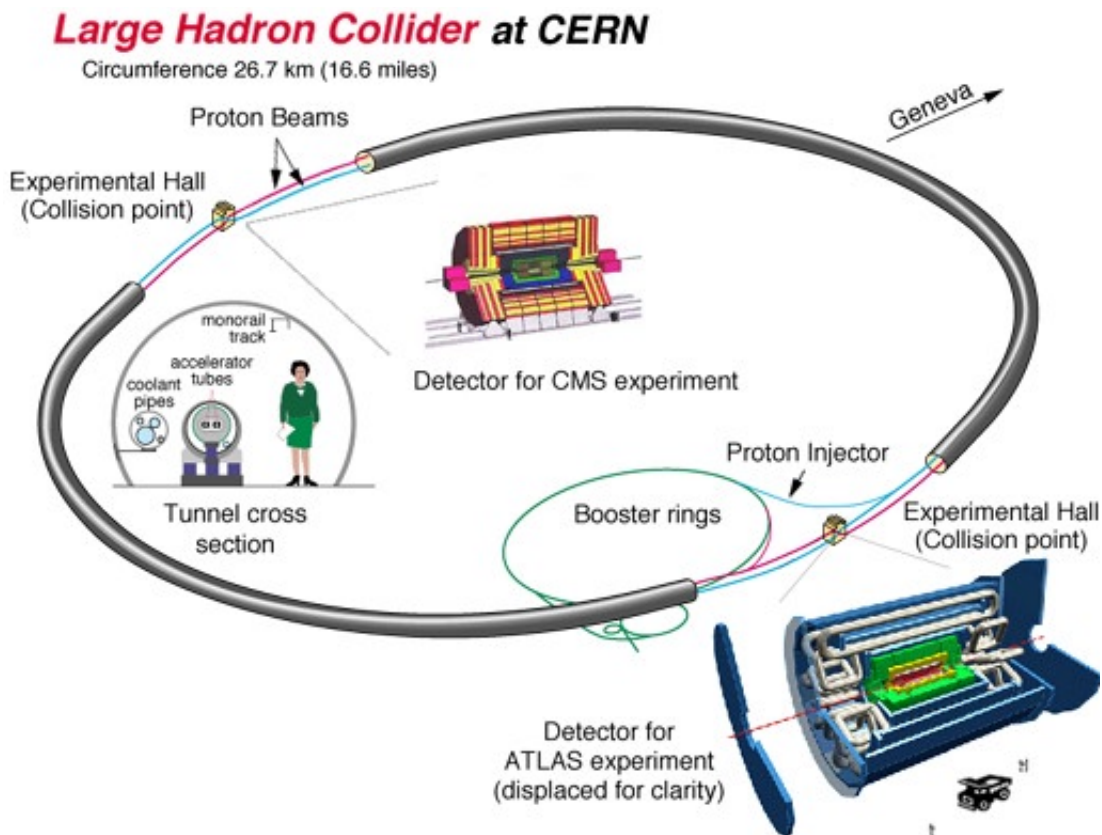 Large Hadron Collider at CERN
Circumference 26.7 km (16.6 miles)
Proton Beams
Geneva
Experimental Hall
(Collision point)
monorail
track
accelerator
tubes
coolant
pipes
Detector for CMS experiment
Tunnel cross
section
Proton Injector
Booster rings
Experimental Hall
(Collision point)
Detector for
ATLAS experiment
(displaced for clarity)